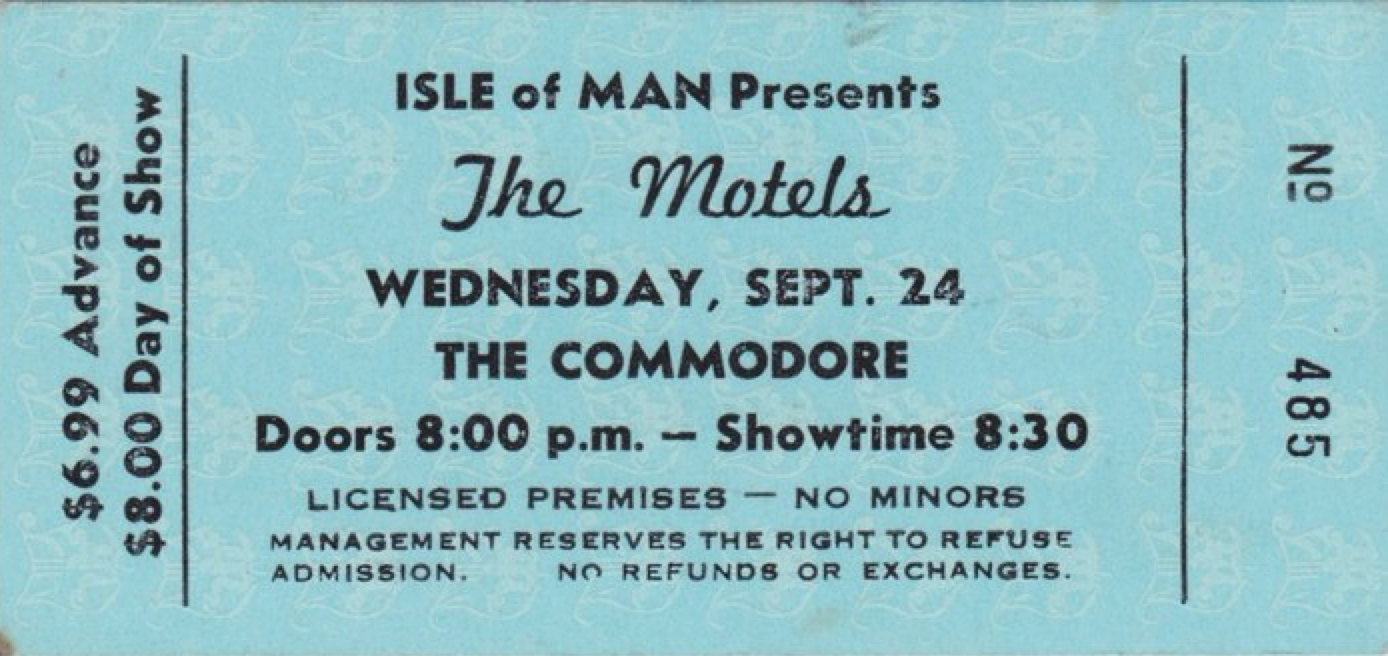 $6.99 Advance
$8.00 Day of Show
ISLE of MAN Presents
The Motels
WEDNESDAY, SEPT. 24
THE COMMODORE
Doors 8:00 p.m. — Showtime 8:30
LICENSED PREMISES — NO MINORS
MANAGEMENT RESERVES THE RIGHT TO REFUSE
ADMISSION. NO REFUNDS OR EXCHANGES.
Nº 485